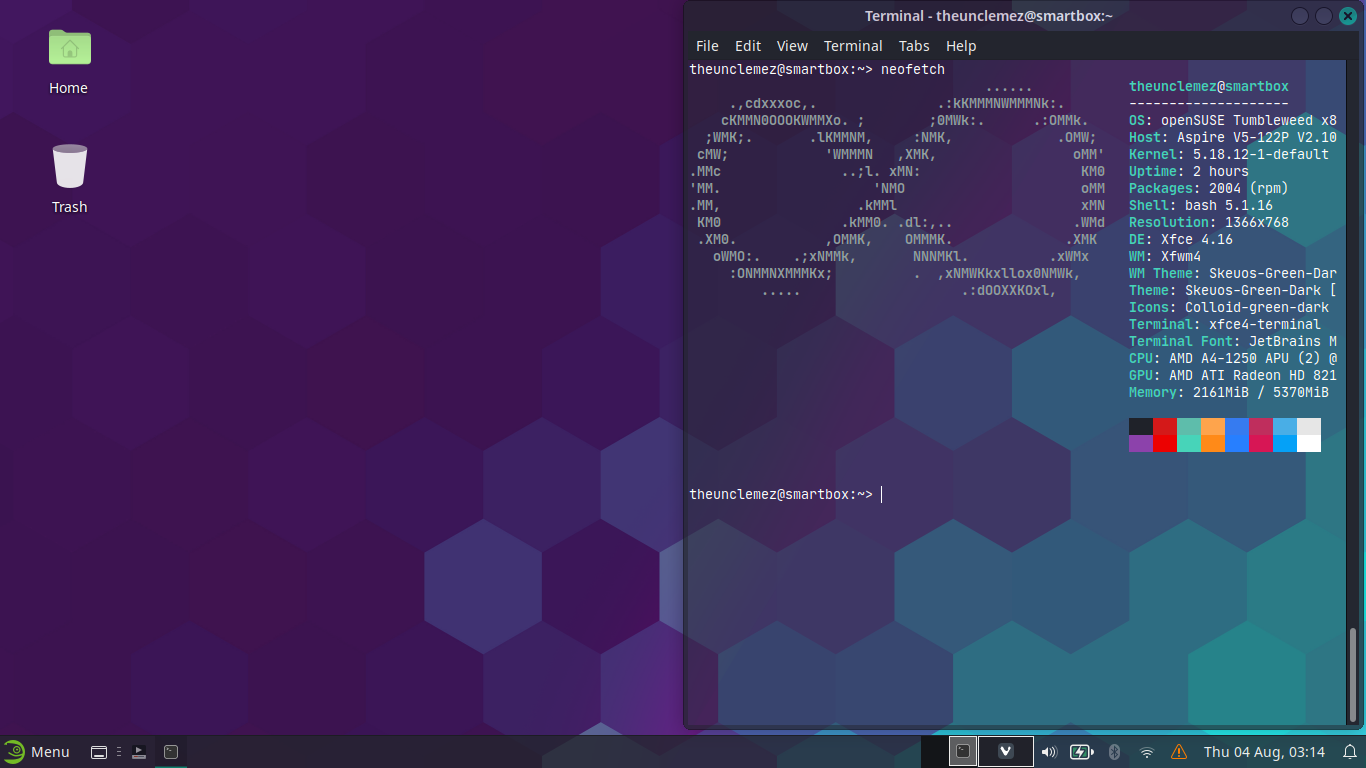 Terminal - theunclemez@smartbox:~
File Edit View Terminal Tabs Help
Home
Trash
theunclemez@smartbox:~> neofetch
......
.,cdxxxoc,. .:kKMMMNWMMMNk:.
cKMMN0OOOKWMMXo. ; ;0MWk:. .:OMMk.
;WMK;. .lKMMNM, :NMK, .OMW;
cMW; 'WMMMN ,XMK, oMM'
.MMc ..;l. xMN: KM0
'MM. 'NMO oMM
.MM, .kMMl xMN
KM0 .kMM0. .dl:,.. .WMd
.XM0. ,OMMK, OMMMK. .XMK
oWMO:. .;xNMMk, NNNMKl. .xWMx
:ONMMNXMMMKx; . ,xNMWKkxllox0NMWk,
..... .:dOOXXKOxl,
theunclemez@smartbox
--------------------
OS: openSUSE Tumbleweed x8
Host: Aspire V5-122P V2.10
Kernel: 5.18.12-1-default
Uptime: 2 hours
Packages: 2004 (rpm)
Shell: bash 5.1.16
Resolution: 1366x768
DE: Xfce 4.16
WM: Xfwm4
WM Theme: Skeuos-Green-Dar
Theme: Skeuos-Green-Dark [
Icons: Colloid-green-dark
Terminal: xfce4-terminal
Terminal Font: JetBrains M
CPU: AMD A4-1250 APU (2) @
GPU: AMD ATI Radeon HD 821
Memory: 2161MiB / 5370MiB
theunclemez@smartbox:~>
Menu
Thu 04 Aug, 03:14